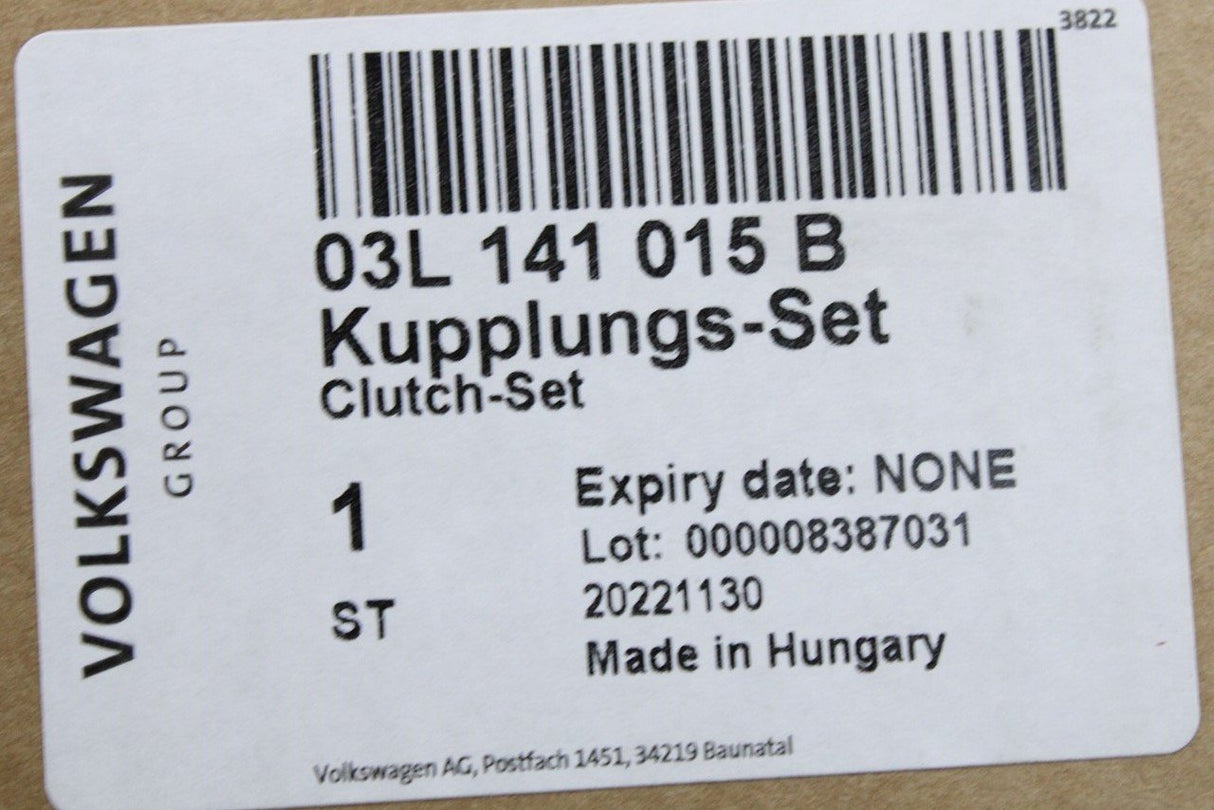 3822
VOLKSWAGEN
GROUP
03L 141 015 B
Kupplungs-Set
Clutch-Set
1
ST
Expiry date: NONE
Lot: 000008387031
20221130
Made in Hungary
Volkswagen AG, Postfach 1451, 34219 Baunatal